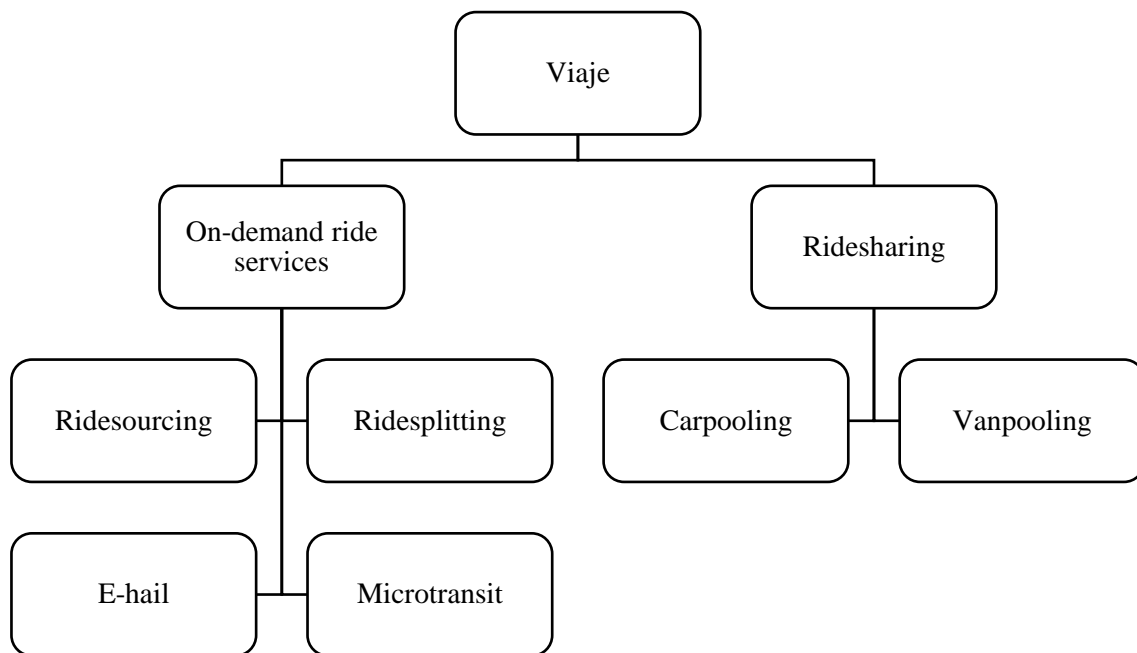 Viaje
On-demand ride
services
Ridesharing
Ridesourcing
Ridesplitting
Carpooling
Vanpooling
E-hail
Microtransit